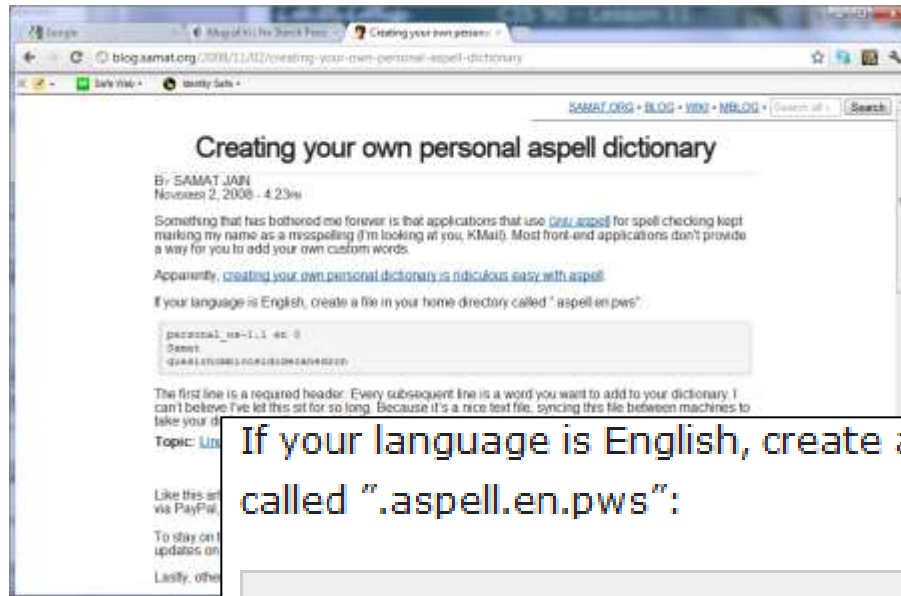 Google
Creating your own person
blog.samat.org/2008/11/02/creating-your-own-personal-aspell-dictionary
Safe Web
Identity Safe
SAMAT.ORG • BLOG • WIKI • MBLOG •
Search
Creating your own personal aspell dictionary
By SAMAT JAIN
November 2, 2008 - 4:23pm
Something that has bothered me forever is that applications that use GNU aspell for spell checking kept
marking my name as a misspelling (I'm looking at you, KMail). Most front-end applications don't provide
a way for you to add your own custom words.
Apparently, creating your own personal dictionary is ridiculous easy with aspell.
If your language is English, create a file in your home directory called ".aspell.en.pws"
personal_ws-1.1 en 0
Samat
The first line is a required header. Every subsequent line is a word you want to add to your dictionary. I
can't believe I've let this sit for so long. Because it's a nice text file, syncing this file between machines to
take your d
Topic: Lin
Like this art
via PayPal,
To stay on t
updates on
Lastly, othe
If your language is English, create a
called ”.aspell.en.pws“: